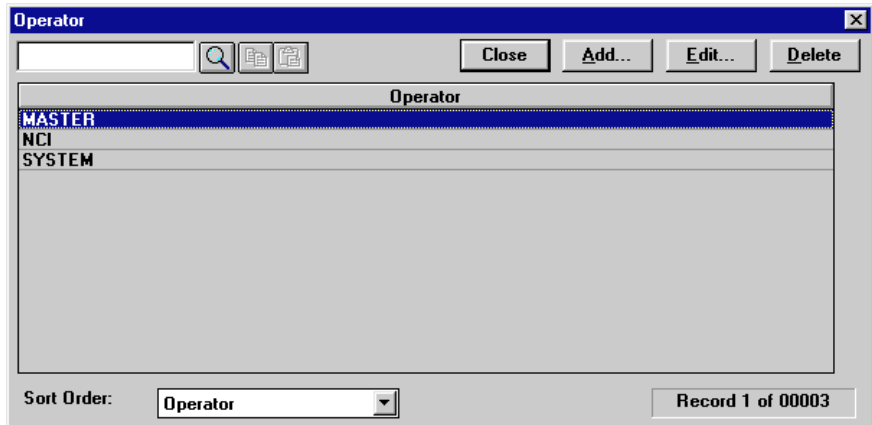 Operator
Close Add... Edit... Delete
Operator
MASTER
NCI
SYSTEM
Sort Order: Operator Record 1 of 00003